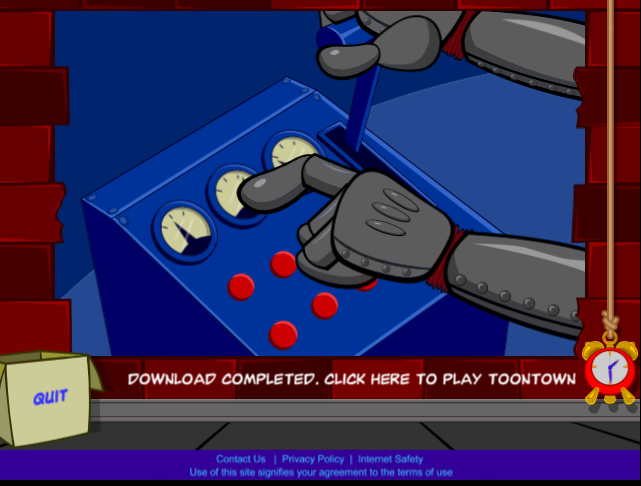 DOWNLOAD COMPLETED. CLICK HERE TO PLAY TOONTOWN
QUIT
Contact Us | Privacy Policy | Internet Safety
Use of this site signifies your agreement to the terms of use